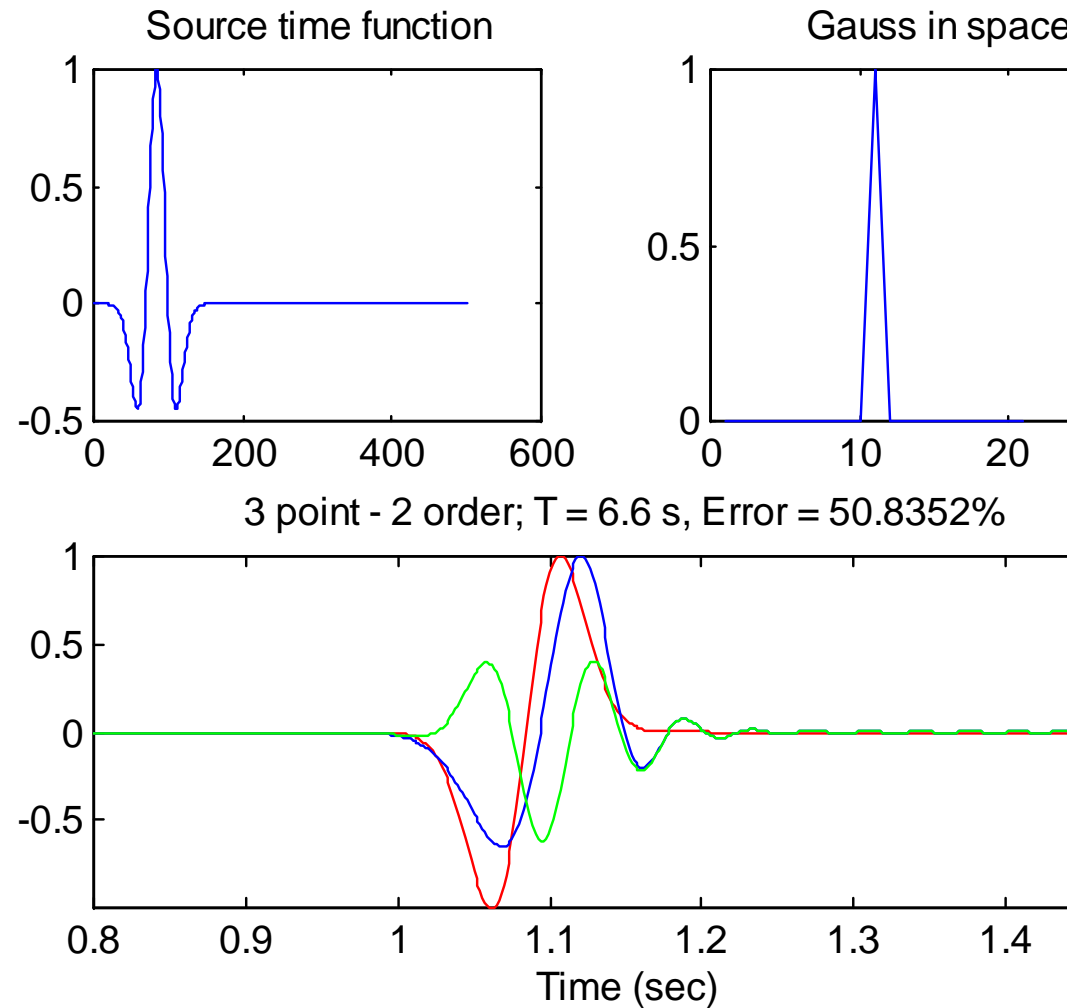 Source time function
Gauss in space
1
0.5
0
-0.5
0 200 400 600
1
0.5
0
0 10 20
3 point - 2 order; T = 6.6 s, Error = 50.8352%
1
0.5
0
-0.5
0.8 0.9 1 1.1 1.2 1.3 1.4
Time (sec)